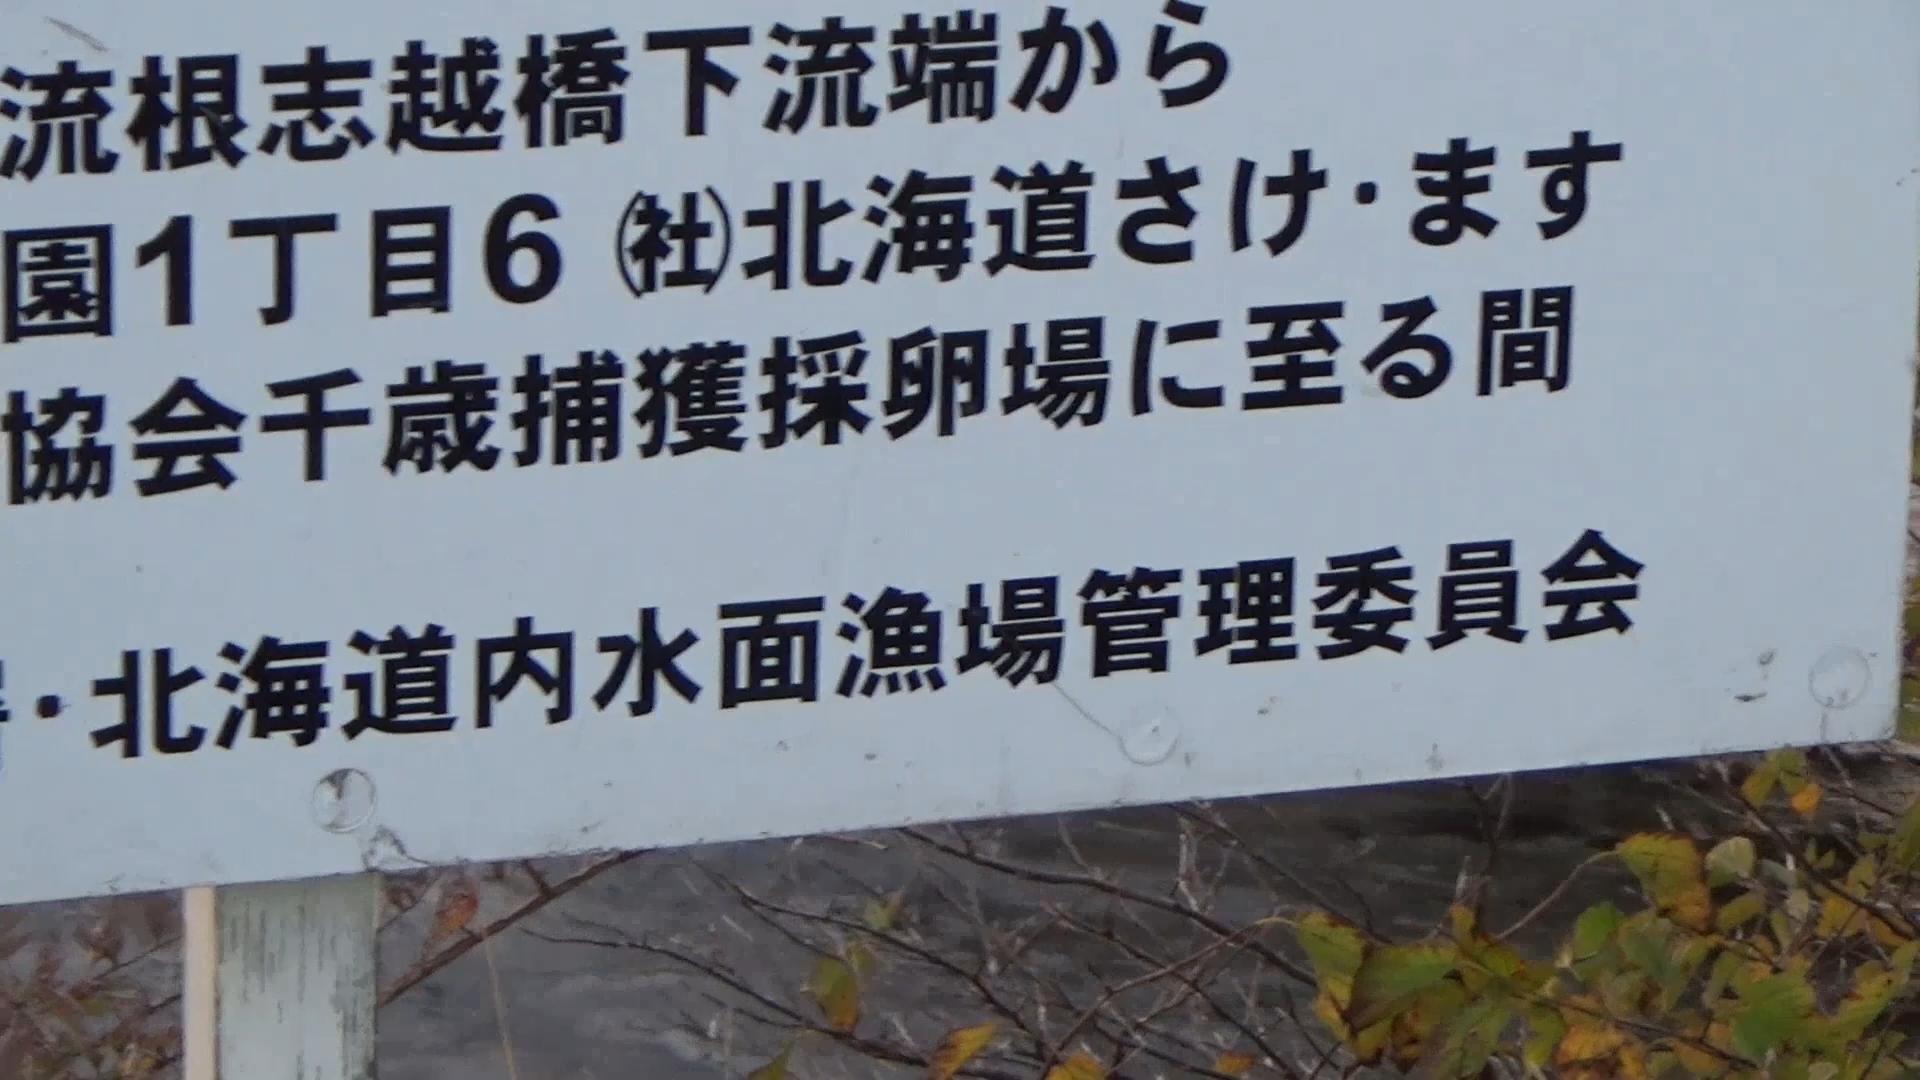 流根志越橋下流端から
園1丁目6 ㈳北海道さけ・ます
協会千歳捕獲採卵場に至る間
・北海道内水面漁場管理委員会